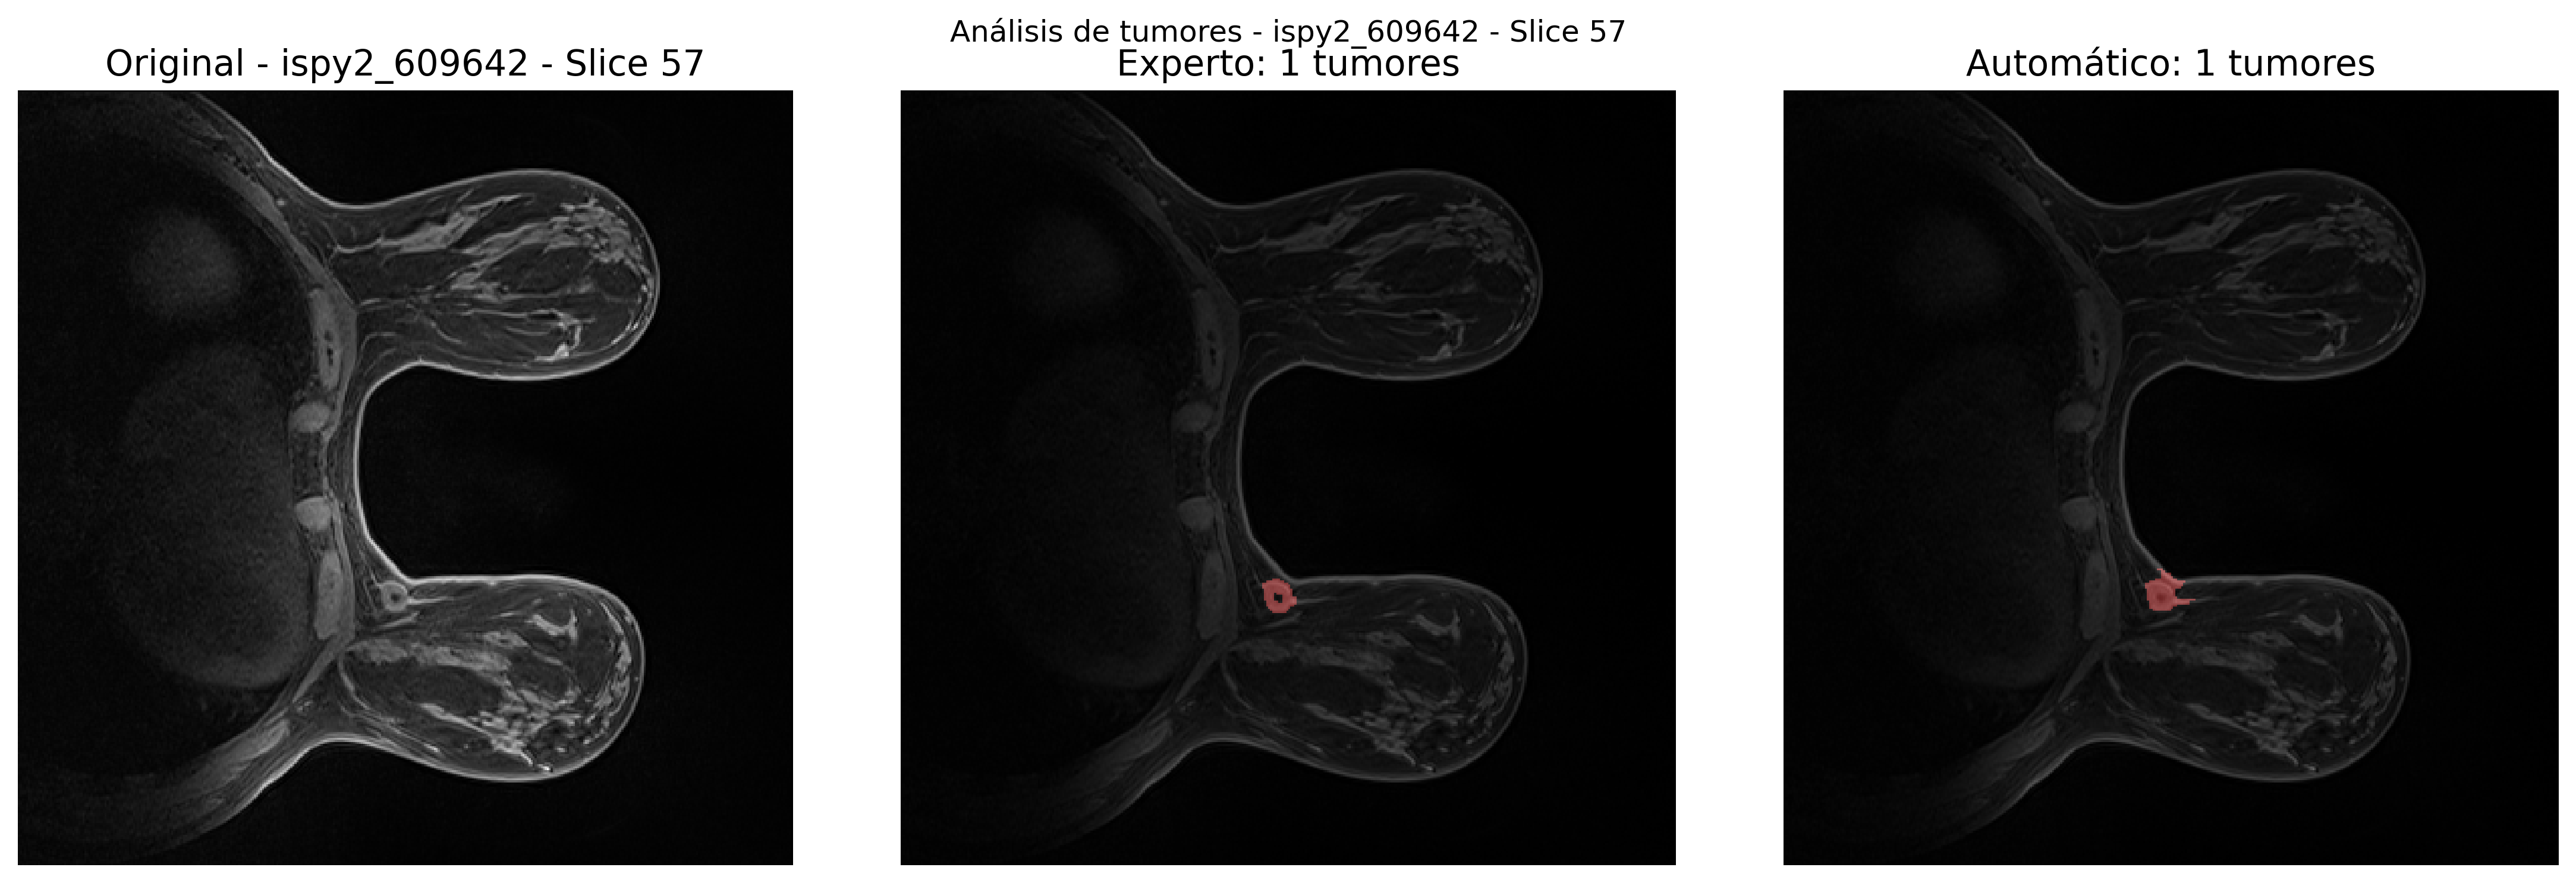 Análisis de tumores - ispy2_609642 - Slice 57
Original - ispy2_609642 - Slice 57
Experto: 1 tumores
Automático: 1 tumores